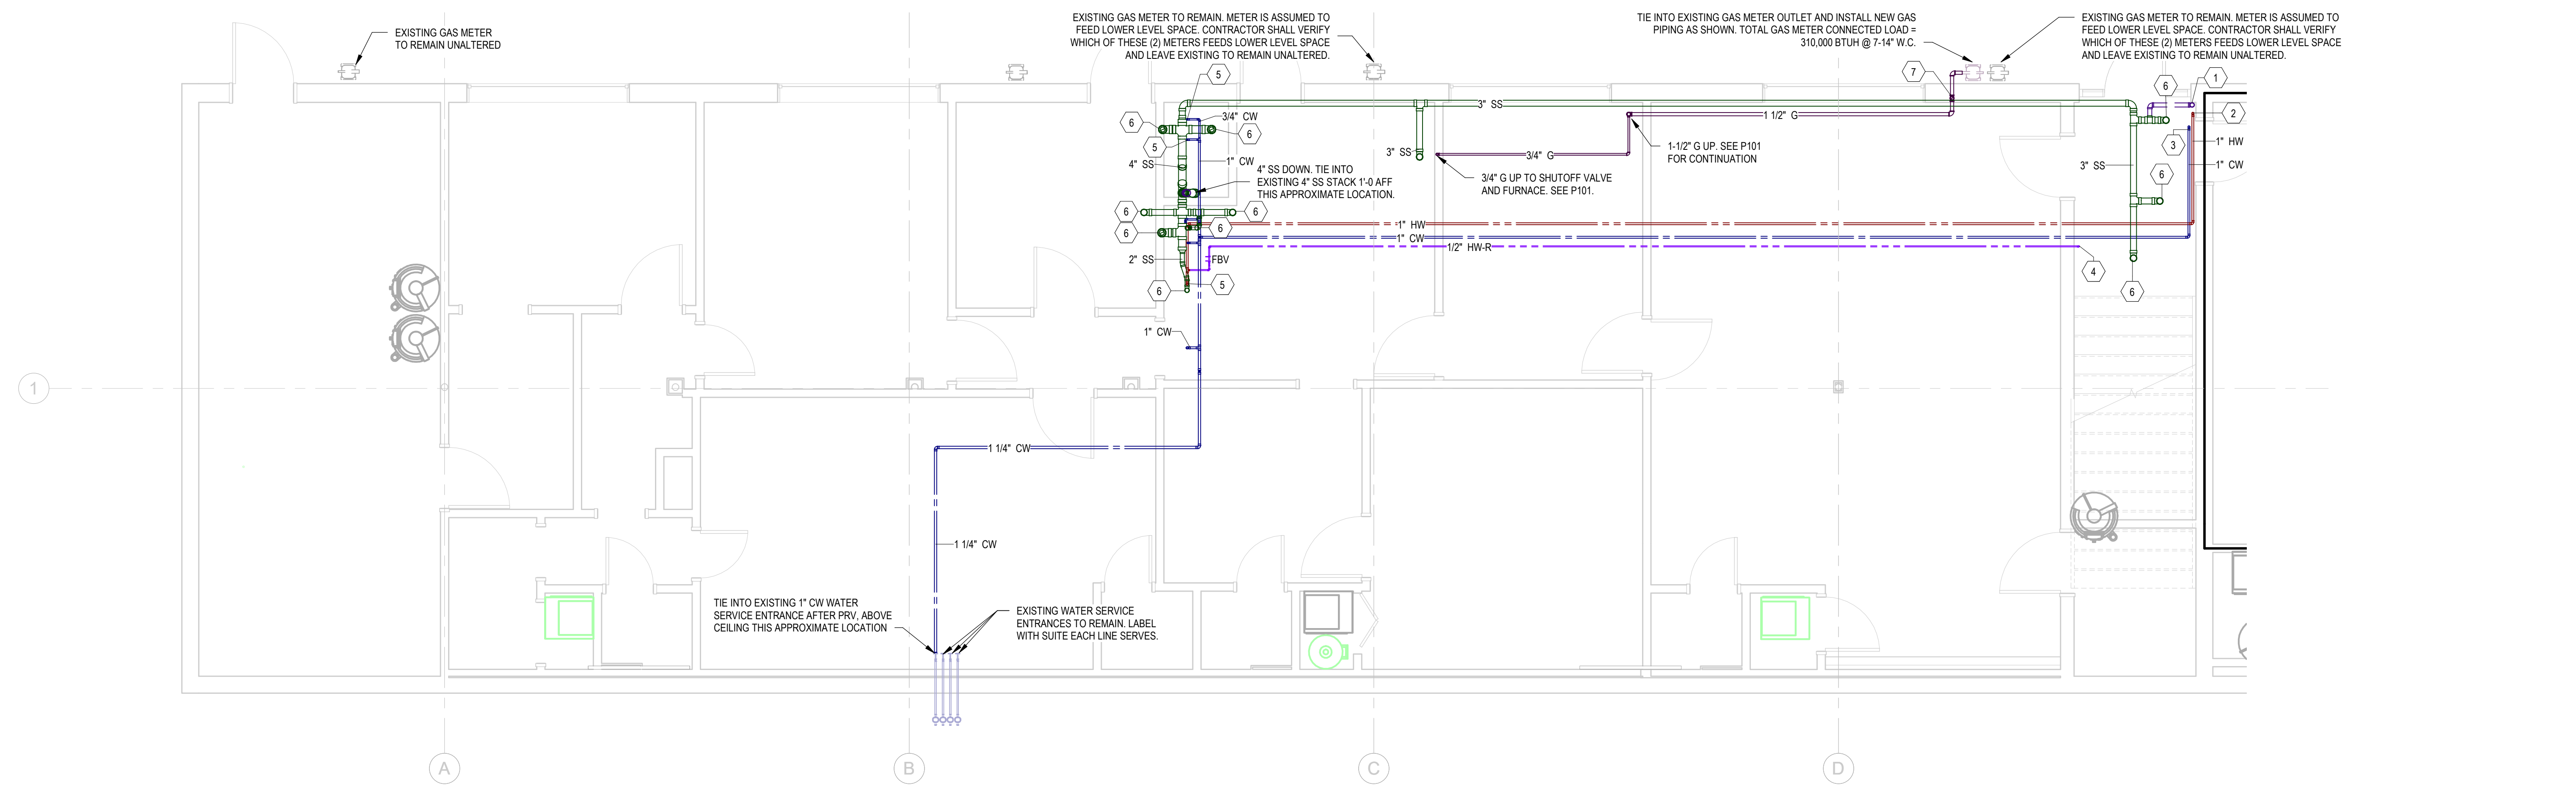 EXISTING GAS METER
TO REMAIN UNALTERED
EXISTING GAS METER TO REMAIN. METER IS ASSUMED TO
FEED LOWER LEVEL SPACE. CONTRACTOR SHALL VERIFY
WHICH OF THESE (2) METERS FEEDS LOWER LEVEL SPACE
AND LEAVE EXISTING TO REMAIN UNALTERED.
TIE INTO EXISTING GAS METER OUTLET AND INSTALL NEW GAS
PIPING AS SHOWN. TOTAL GAS METER CONNECTED LOAD =
310,000 BTUH @ 7-14" W.C.
EXISTING GAS METER TO REMAIN. METER IS ASSUMED TO
FEED LOWER LEVEL SPACE. CONTRACTOR SHALL VERIFY
WHICH OF THESE (2) METERS FEEDS LOWER LEVEL SPACE
AND LEAVE EXISTING TO REMAIN UNALTERED.
5
7
6
1
3" SS
3/4" CW
1 1/2" G
2
6
6
5
3
1" HW
1-1/2" G UP. SEE P101
FOR CONTINUATION
3" SS
3/4" G
4" SS
1" CW
3" SS
1" CW
4" SS DOWN. TIE INTO
EXISTING 4" SS STACK 1'-0 AFF
THIS APPROXIMATE LOCATION.
3/4" G UP TO SHUTOFF VALVE
AND FURNACE. SEE P101.
6
6
6
6
6
1" HW
1" CW
1/2" HW-R
2" SS
FBV
4
6
5
6
1" CW
1
1 1/4" CW
1 1/4" CW
TIE INTO EXISTING 1" CW WATER
SERVICE ENTRANCE AFTER PRV, ABOVE
CEILING THIS APPROXIMATE LOCATION
EXISTING WATER SERVICE
ENTRANCES TO REMAIN. LABEL
WITH SUITE EACH LINE SERVES.
A
B
C
D